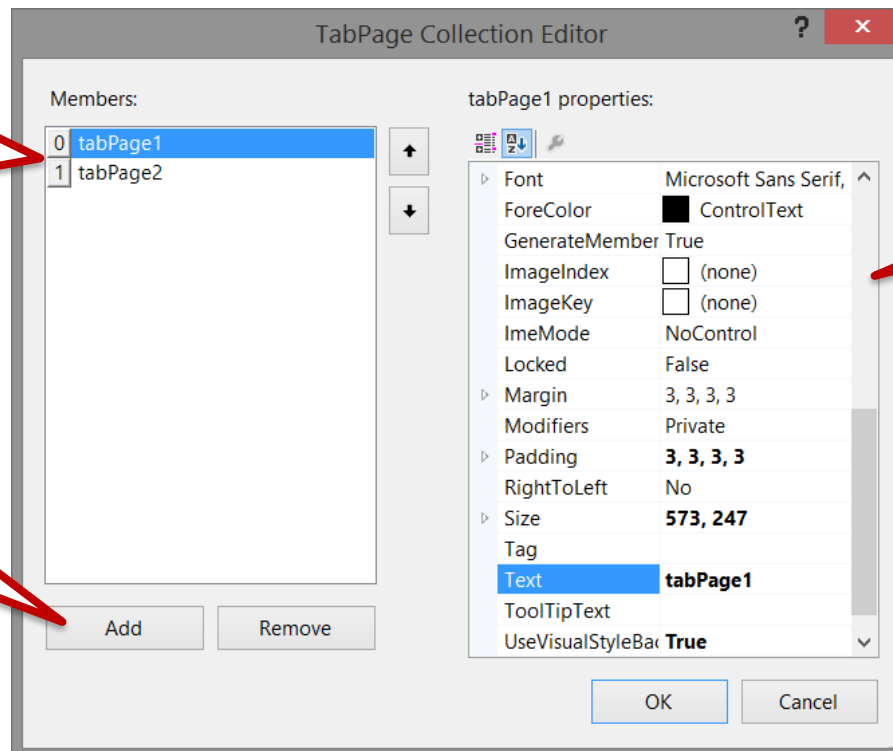 TabPage Collection Editor ?
Members:
0 tabPage1
1 tabPage2
Add Remove
tabPage1 properties:
Font Microsoft Sans Serif,
ForeColor ControlText
GenerateMember True
ImageIndex (none)
ImageKey (none)
ImeMode NoControl
Locked False
Margin 3, 3, 3, 3
Modifiers Private
Padding 3, 3, 3, 3
RightToLeft No
Size 573, 247
Tag
Text tabPage1
ToolTipText
UseVisualStyleBac True
OK Cancel